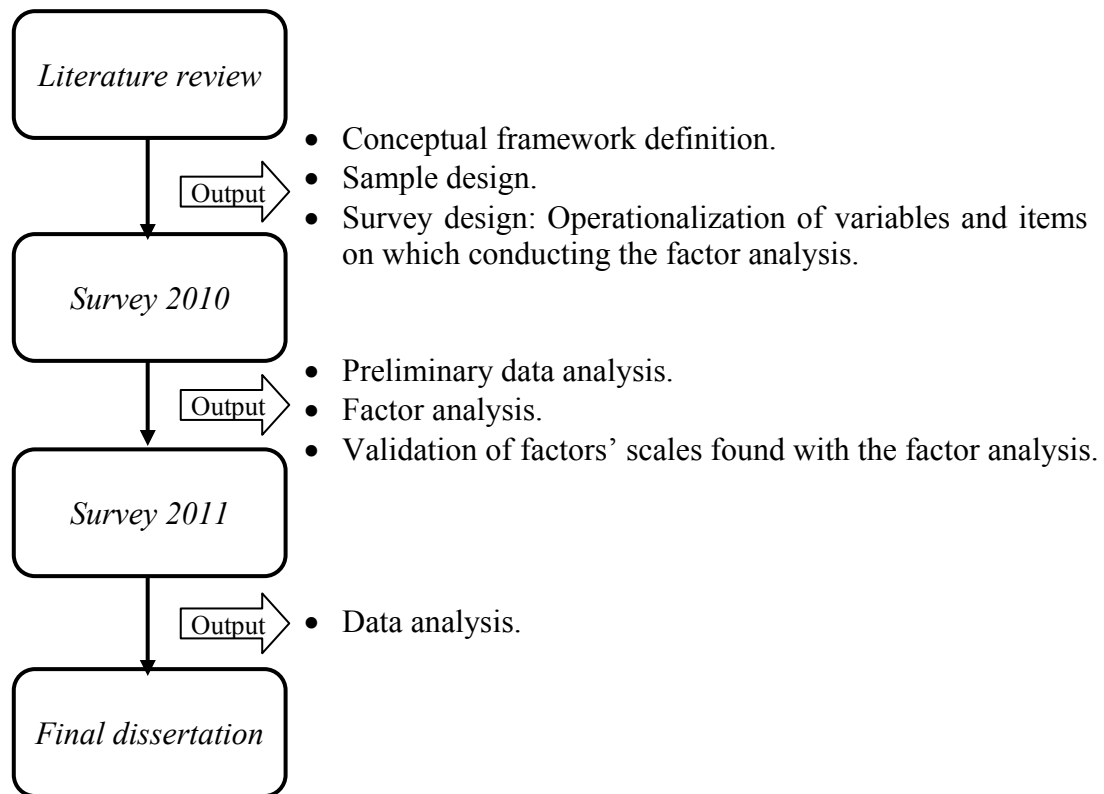 Literature review
• Conceptual framework definition.
Output
• Sample design.
• Survey design: Operationalization of variables and items
on which conducting the factor analysis.
Survey 2010
• Preliminary data analysis.
Output
• Factor analysis.
• Validation of factors’ scales found with the factor analysis.
Survey 2011
Output
• Data analysis.
Final dissertation